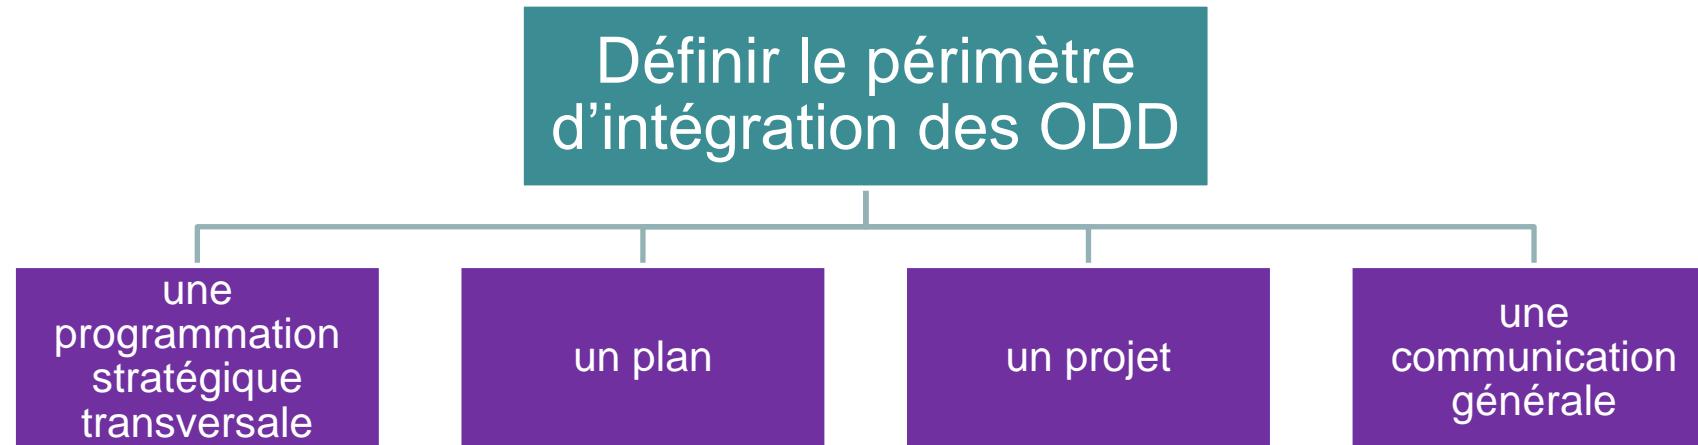 Définir le périmètre
d’intégration des ODD
une
programmation
stratégique
transversale
un plan
un projet
une
communication
générale